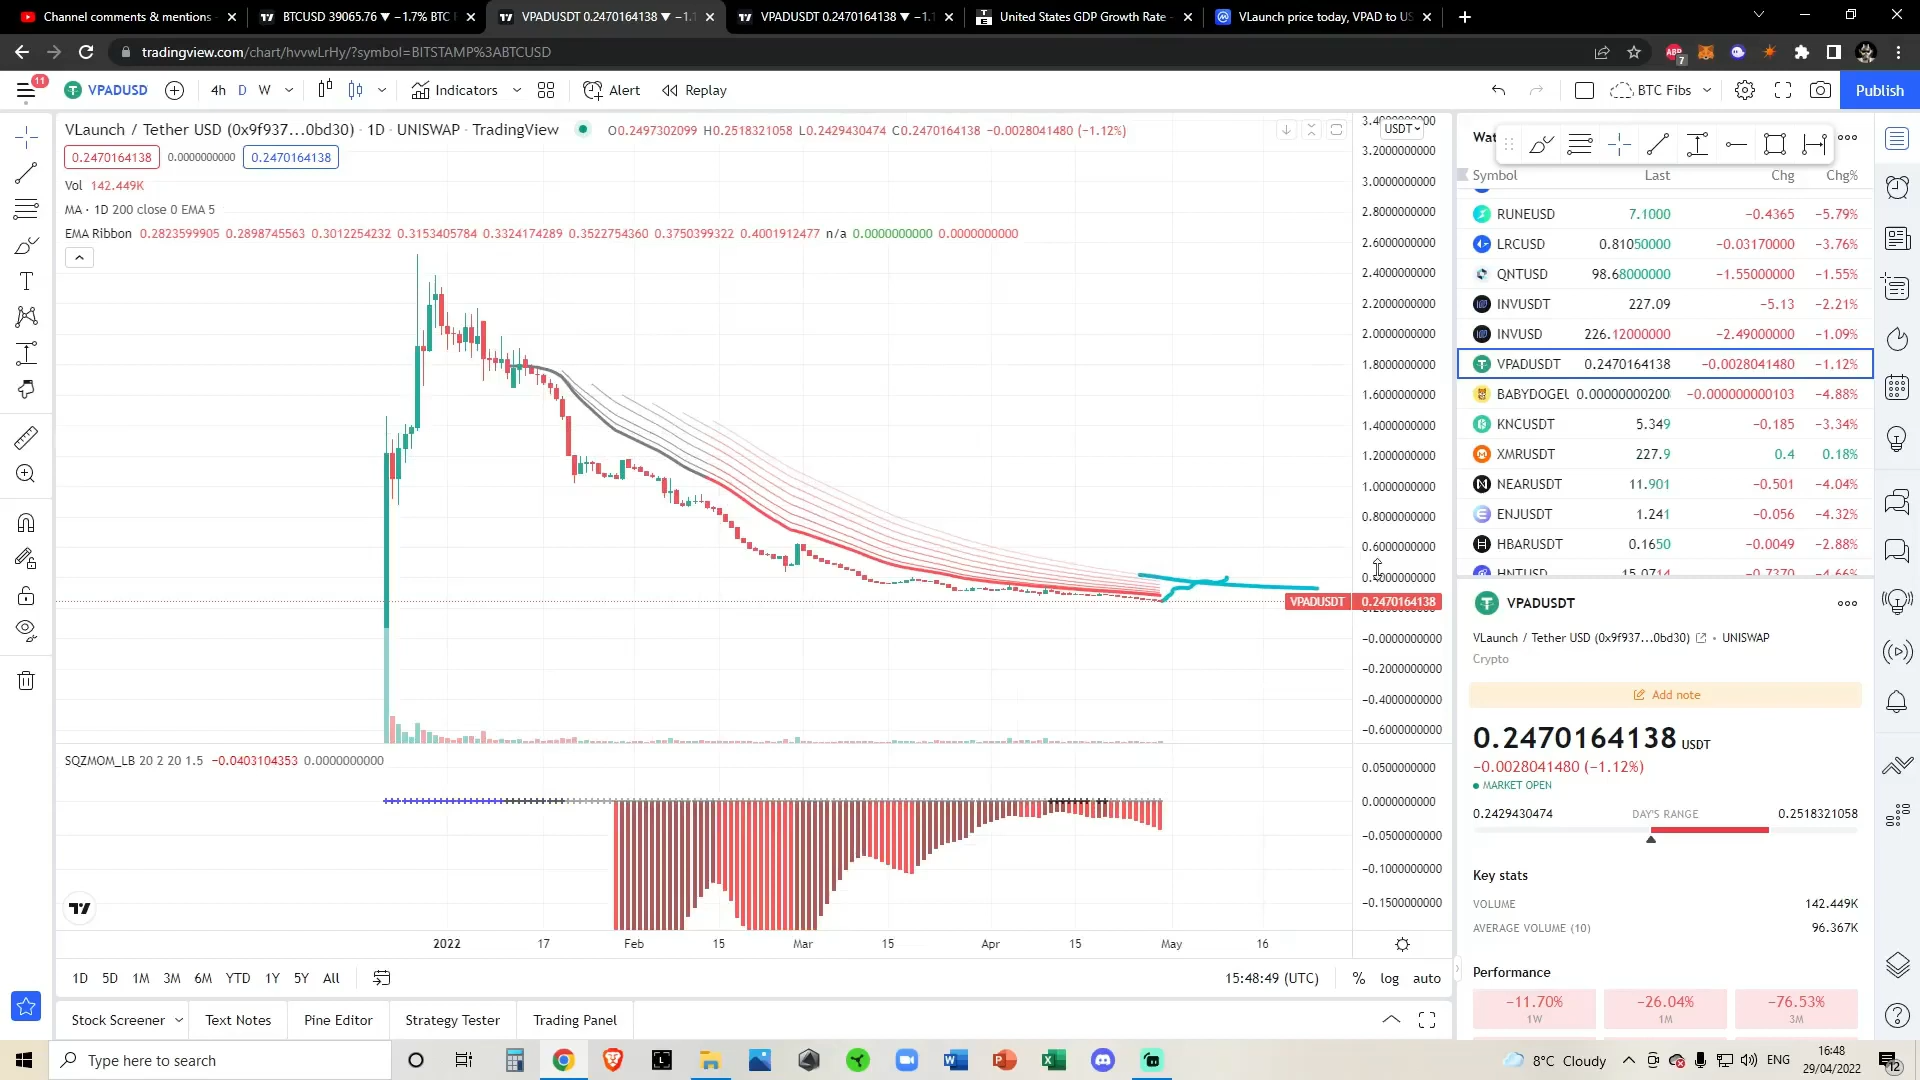 Channel comments & mentions
BTCUSD 39065.76 ▼ −1.7% BTC F
VPADUSDT 0.2470164138 ▼ −1.1
VPADUSDT 0.2470164138 ▼ −1.1
United States GDP Growth Rate
VLaunch price today, VPAD to US
tradingview.com/chart/hvvwLrHy/?symbol=BITSTAMP%3ABTCUSD
ABP
7
11
VPADUSD
4h D W
Indicators
Alert
Replay
BTC Fibs
Publish
VLaunch / Tether USD (0x9f937...0bd30) · 1D · UNISWAP · TradingView
O0.2497302099 H0.2518321058 L0.2429430474 C0.2470164138 −0.0028041480 (−1.12%)
0.2470164138 0.0000000000 0.2470164138
Vol 142.449K
MA · 1D 200 close 0 EMA 5
EMA Ribbon 0.2823599905 0.2898745563 0.3012254232 0.3153405784 0.3324174289 0.3522754360 0.3750399322 0.4001912477 n/a 0.0000000000 0.0000000000
USDT
3.2000000000
3.0000000000
2.8000000000
2.6000000000
2.4000000000
2.2000000000
2.0000000000
1.8000000000
1.6000000000
1.4000000000
1.2000000000
1.0000000000
0.8000000000
0.6000000000
VPADUSDT 0.2470164138
−0.0000000000
−0.2000000000
−0.4000000000
−0.6000000000
SQZMOM_LB 20 2 20 1.5 −0.0403104353 0.0000000000
0.0500000000
0.0000000000
−0.0500000000
−0.1000000000
−0.1500000000
2022 17 Feb 15 Mar 15 Apr 15 May 16
1D 5D 1M 3M 6M YTD 1Y 5Y All
15:48:49 (UTC) % log auto
Stock Screener Text Notes Pine Editor Strategy Tester Trading Panel
Wat
Symbol Last Chg Chg%
RUNEUSD 7.1000 −0.4365 −5.79%
LRCUSD 0.81050000 −0.03170000 −3.76%
QNTUSD 98.68000000 −1.55000000 −1.55%
INVUSDT 227.09 −5.13 −2.21%
INVUSD 226.12000000 −2.49000000 −1.09%
VPADUSDT 0.2470164138 −0.0028041480 −1.12%
BABYDOGEU 0.00000000200 −0.000000000103 −4.88%
KNCUSDT 5.349 −0.185 −3.34%
XMRUSDT 227.9 0.4 0.18%
NEARUSDT 11.901 −0.501 −4.04%
ENJUSDT 1.241 −0.056 −4.32%
HBARUSDT 0.1650 −0.0049 −2.88%
HNTUSD 15.0714 −0.7370 −4.66%
VPADUSDT
VLaunch / Tether USD (0x9f937...0bd30) · UNISWAP
Crypto
Add note
0.2470164138 USDT
−0.0028041480 (−1.12%)
MARKET OPEN
0.2429430474 DAY'S RANGE 0.2518321058
Key stats
VOLUME 142.449K
AVERAGE VOLUME (10) 96.367K
Performance
−11.70% −26.04% −76.53%
1W 1M 3M
Type here to search
8°C Cloudy
ENG
16:48
29/04/2022
12